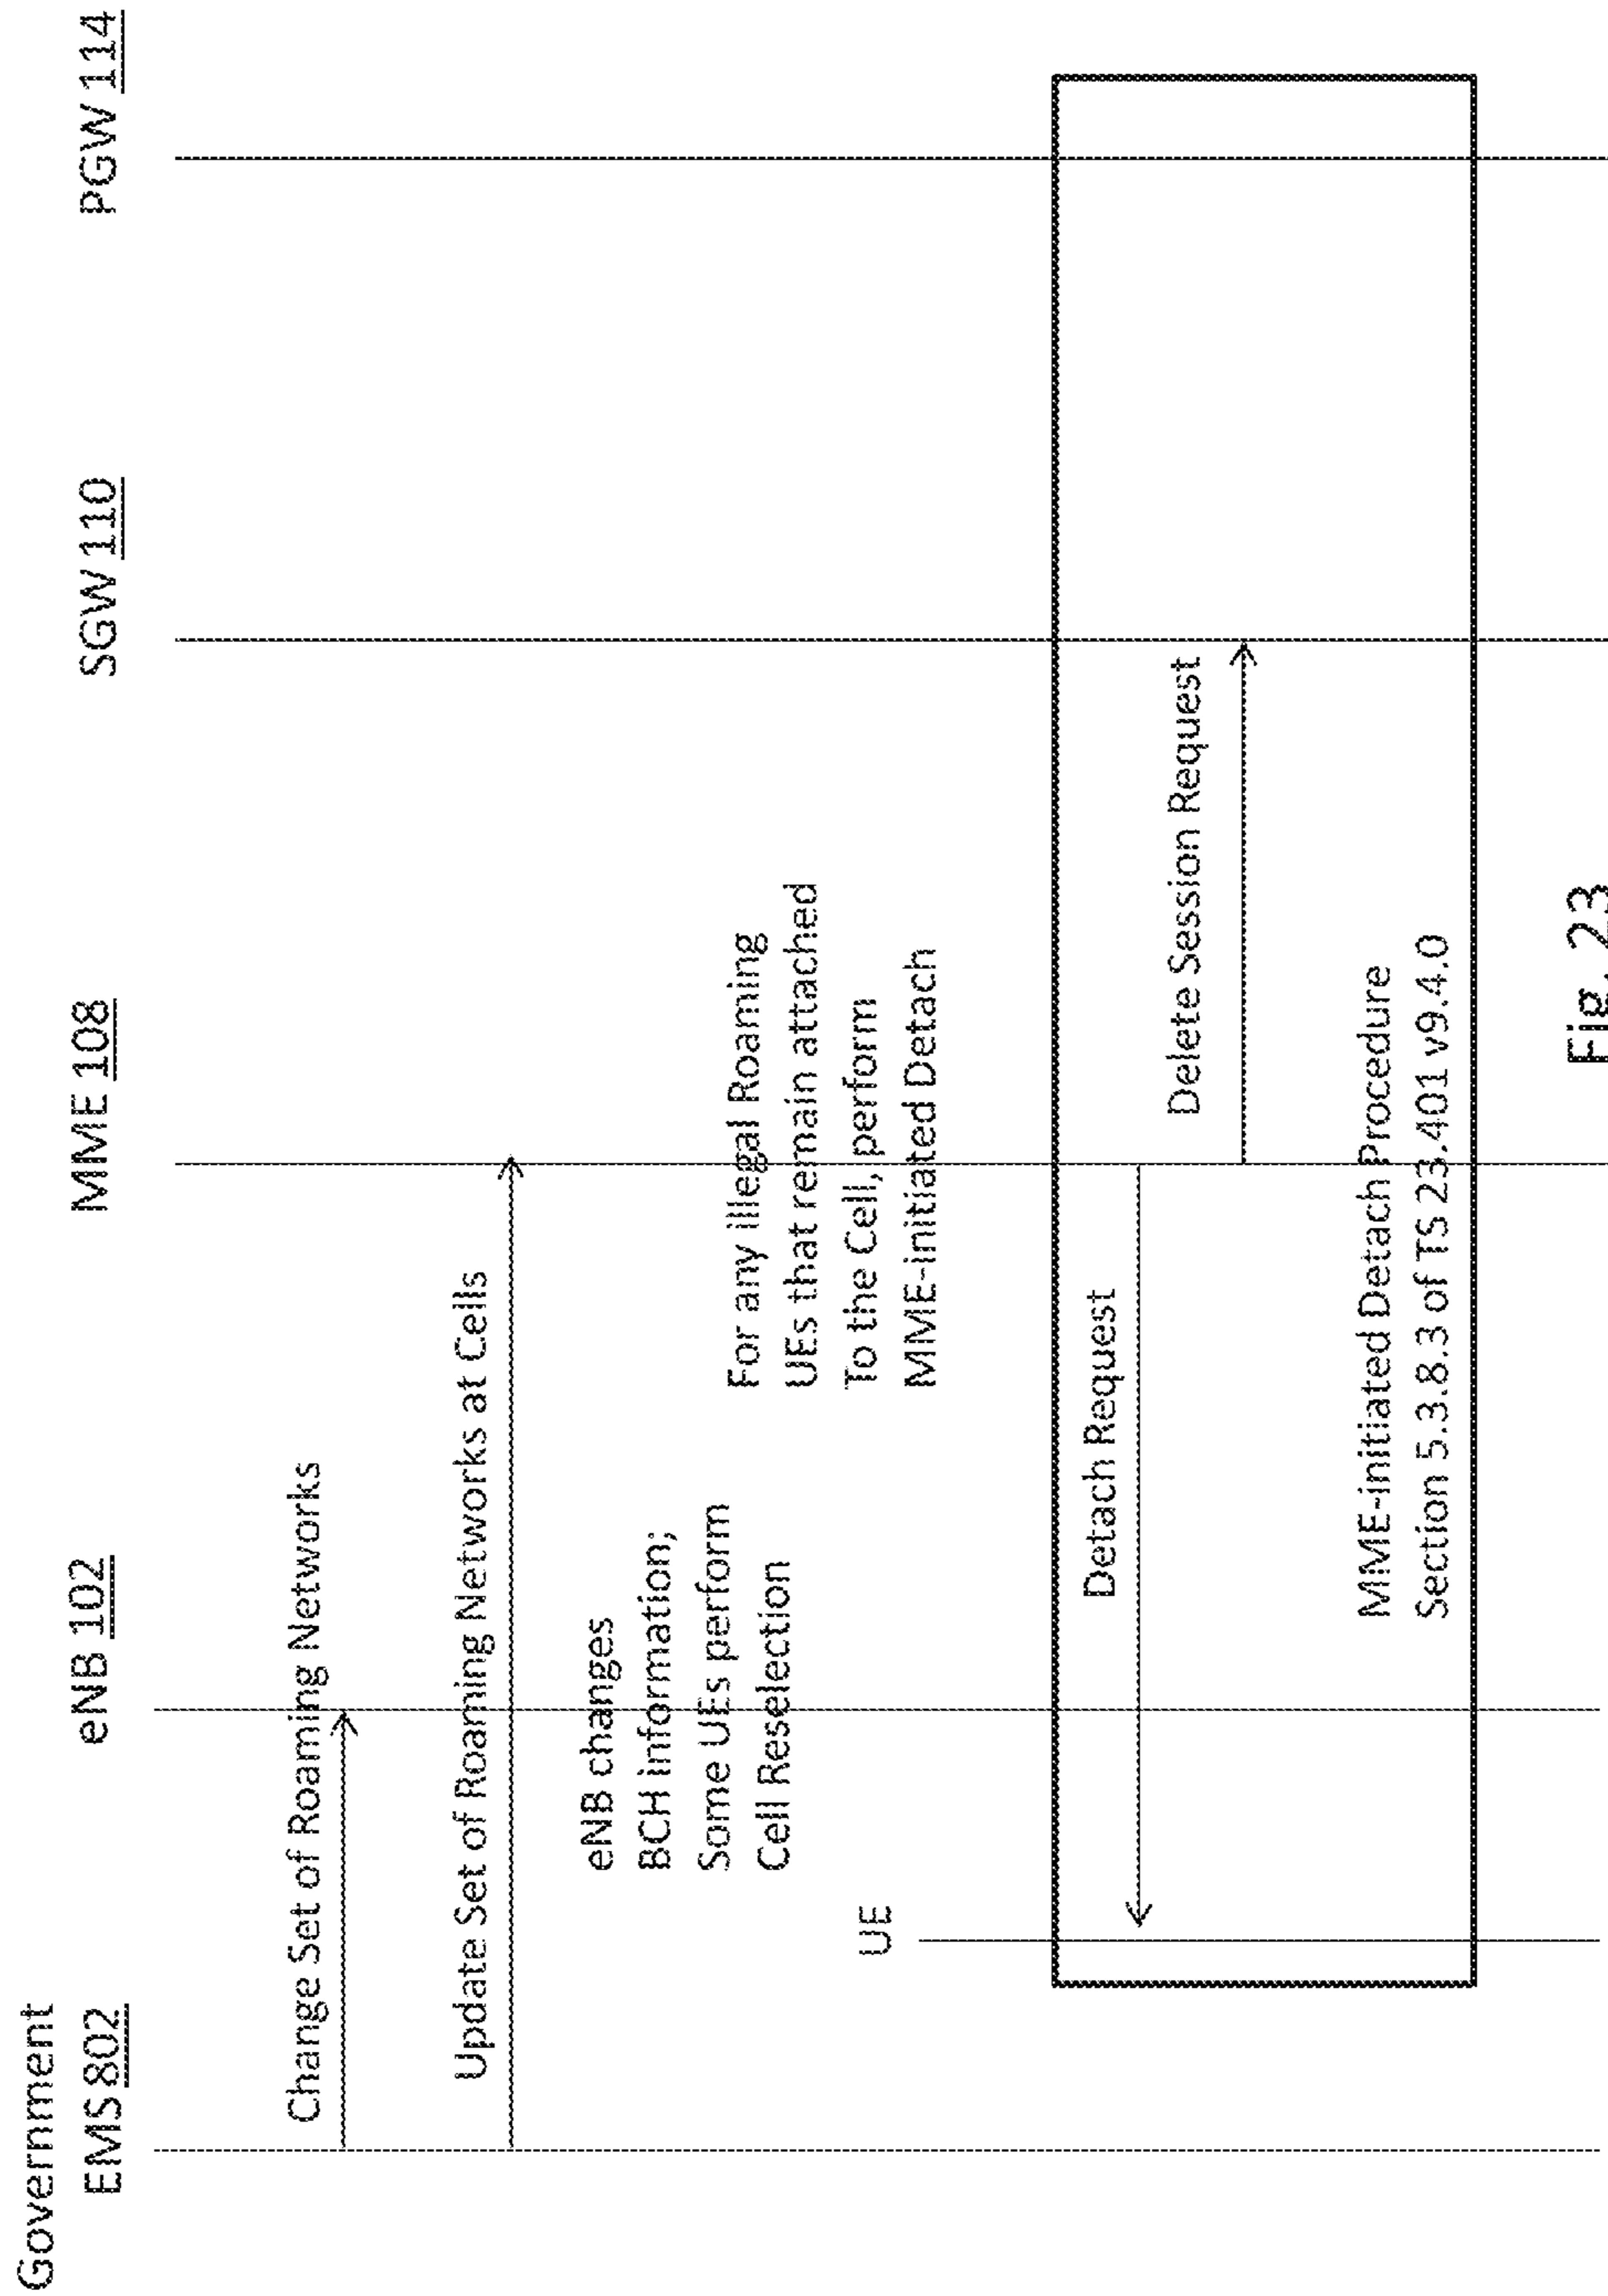 Government
EMS 802
eNB 102
MME 108
SGW 110
PGW 114
Change Set of Roaming Networks
Update Set of Roaming Networks at Cells
eNB changes
BCH information;
Some UEs perform
Cell Reselection
For any illegal Roaming
UEs that remain attached
To the Cell, perform
MME-initiated Detach
UE
Detach Request
Delete Session Request
MME-initiated Detach Procedure
Section 5.3.8.3 of TS 23.401 v9.4.0
Fig. 23